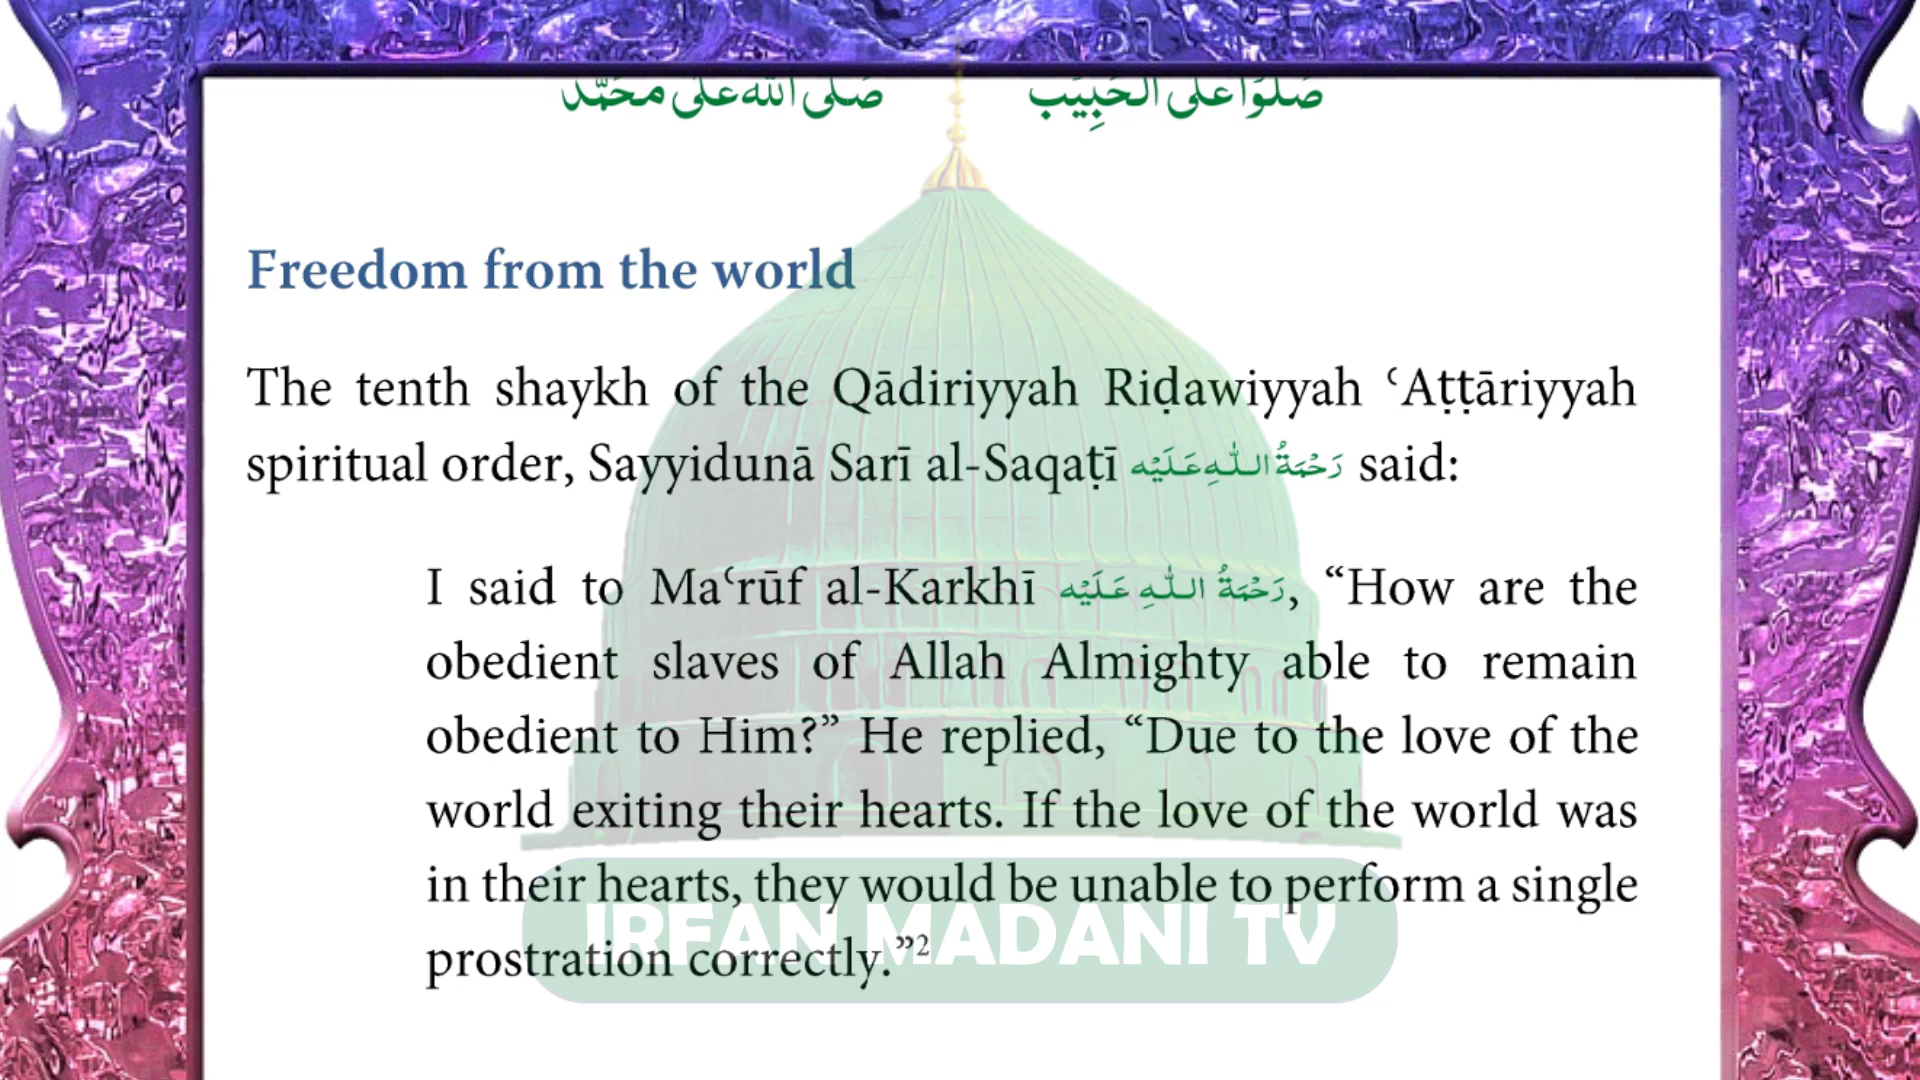 صَلُّوْا عَلَى الْحَبِيْب صَلَّى اللهُ عَلَى مُحَمَّد
Freedom from the world
The tenth shaykh of the Qādiriyyah Riḍawiyyah ʿAṭṭāriyyah
spiritual order, Sayyidunā Sarī al-Saqaṭī رَحْمَةُ اللهِ عَلَيْه said:
I said to Maʿrūf al-Karkhī رَحْمَةُ اللهِ عَلَيْه, “How are the
obedient slaves of Allah Almighty able to remain
obedient to Him?” He replied, “Due to the love of the
world exiting their hearts. If the love of the world was
in their hearts, they would be unable to perform a single
prostration correctly.”2
IRFAN MADANI TV